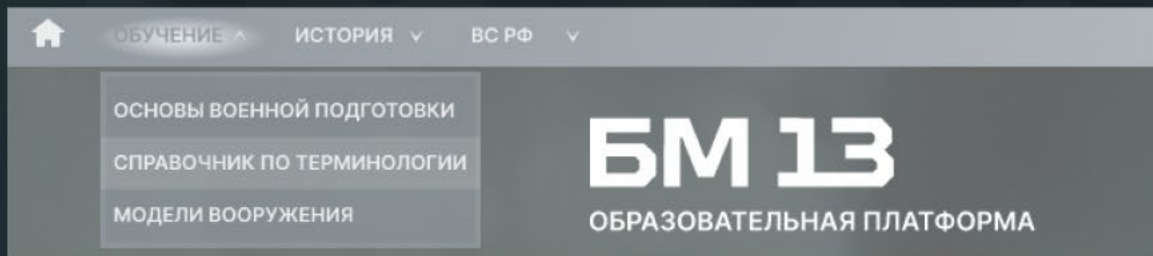 ОБУЧЕНИЕ ИСТОРИЯ ВС РФ
ОСНОВЫ ВОЕННОЙ ПОДГОТОВКИ
СПРАВОЧНИК ПО ТЕРМИНОЛОГИИ
МОДЕЛИ ВООРУЖЕНИЯ
БМ 13
ОБРАЗОВАТЕЛЬНАЯ ПЛАТФОРМА